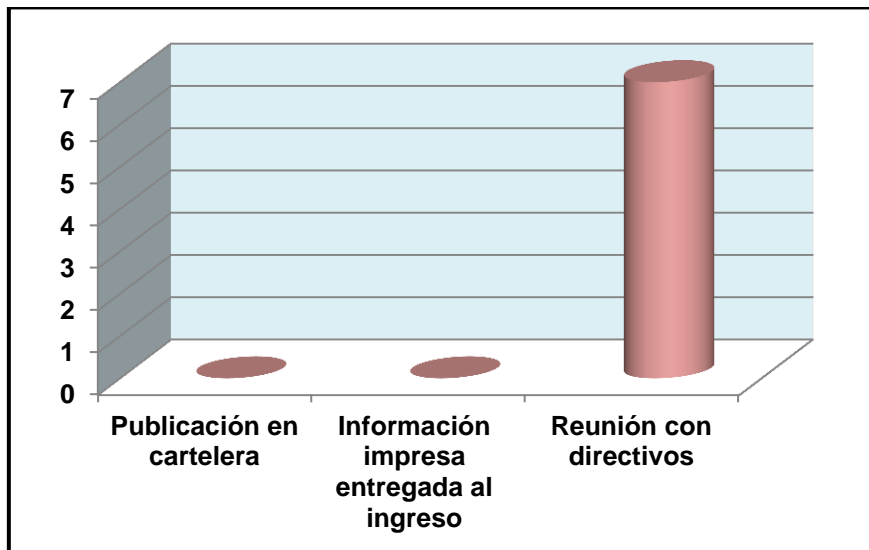 7
6
5
4
3
2
1
0
Publicación en
cartelera
Información
impresa
entregada al
ingreso
Reunión con
directivos